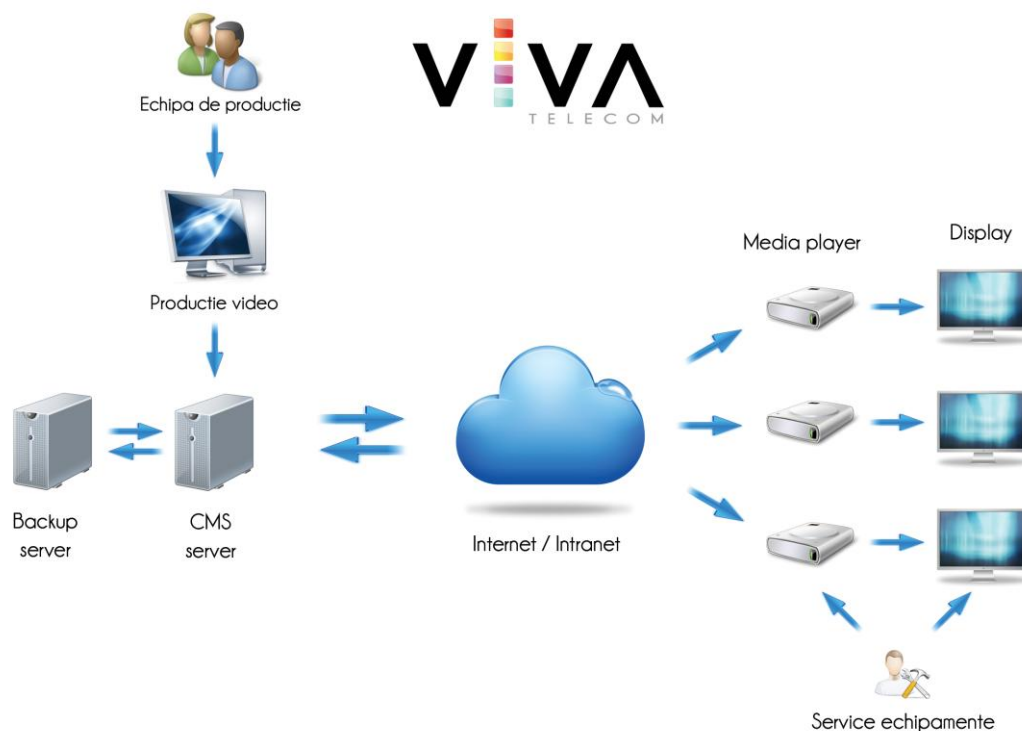 Echipa de productie
VIVA
TELECOM
Productie video
Media player
Display
Backup
server
CMS
server
Internet / Intranet
Service echipamente